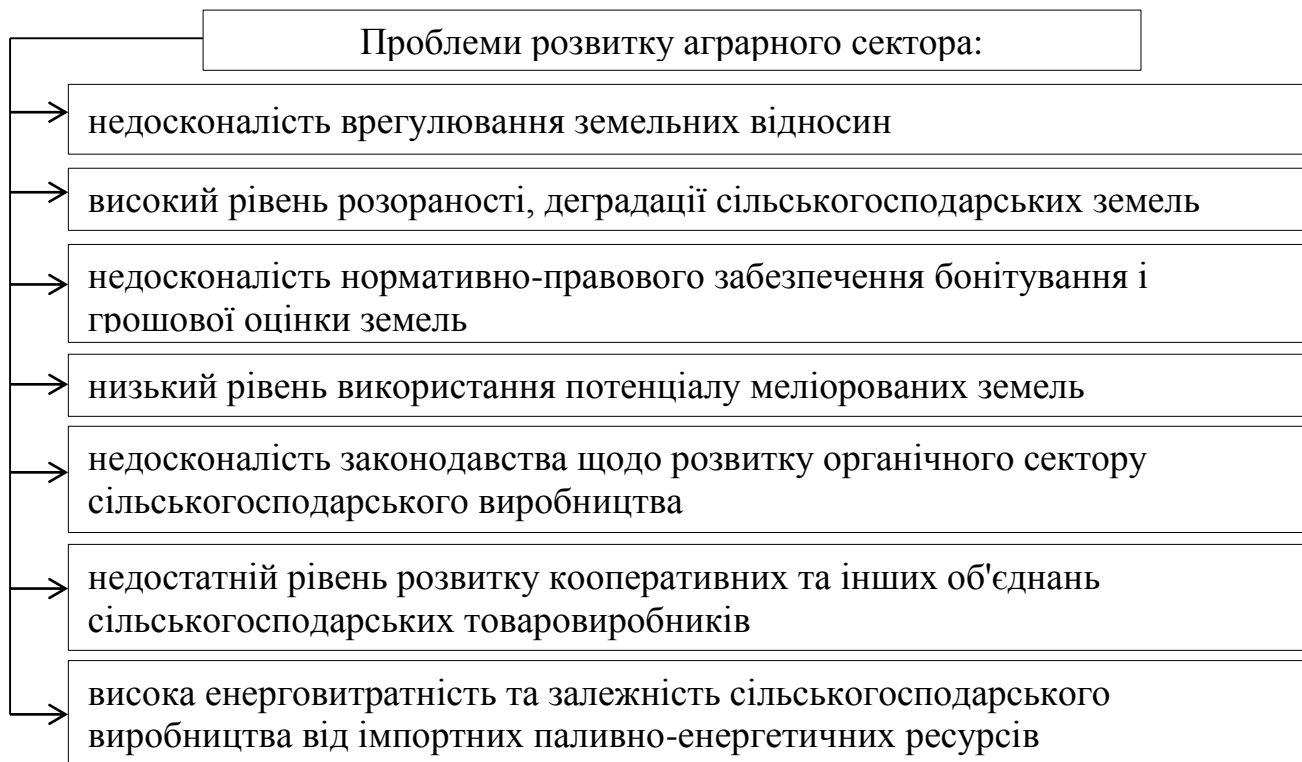 Проблеми розвитку аграрного сектора:
недосконалість врегулювання земельних відносин
високий рівень розораності, деградації сільськогосподарських земель
недосконалість нормативно-правового забезпечення бонітування і
грошової оцінки земель
низький рівень використання потенціалу меліорованих земель
недосконалість законодавства щодо розвитку органічного сектору
сільськогосподарського виробництва
недостатній рівень розвитку кооперативних та інших об'єднань
сільськогосподарських товаровиробників
висока енерговитратність та залежність сільськогосподарського
виробництва від імпортних паливно-енергетичних ресурсів